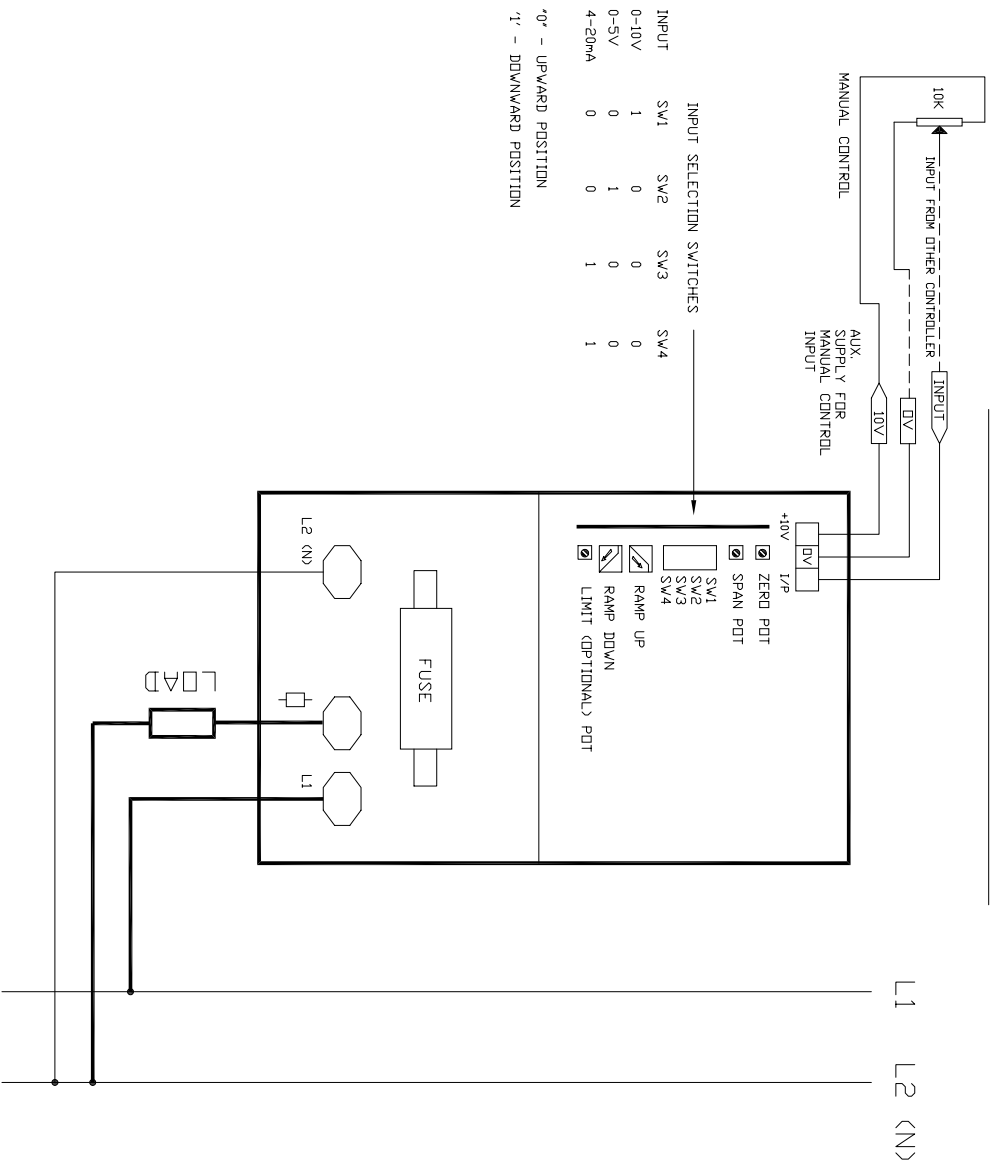 L1
L2 (N)
10K
MANUAL CONTROL
INPUT FROM OTHER CONTROLLER
AUX.
SUPPLY FOR
MANUAL CONTROL
INPUT
INPUT
0V
10V
INPUT SELECTION SWITCHES
INPUT SW1 SW2 SW3 SW4
0-10V 1 0 0 0
0-5V 0 1 0 0
4-20mA 0 0 1 1
"0" - UPWARD POSITION
'1' - DOWNWARD POSITION
+10V
0V
I/P
ZERO POT
SPAN POT
SW1
SW2
SW3
SW4
RAMP UP
RAMP DOWN
LIMIT (OPTIONAL) POT
FUSE
L2 (N)
L1
LOAD